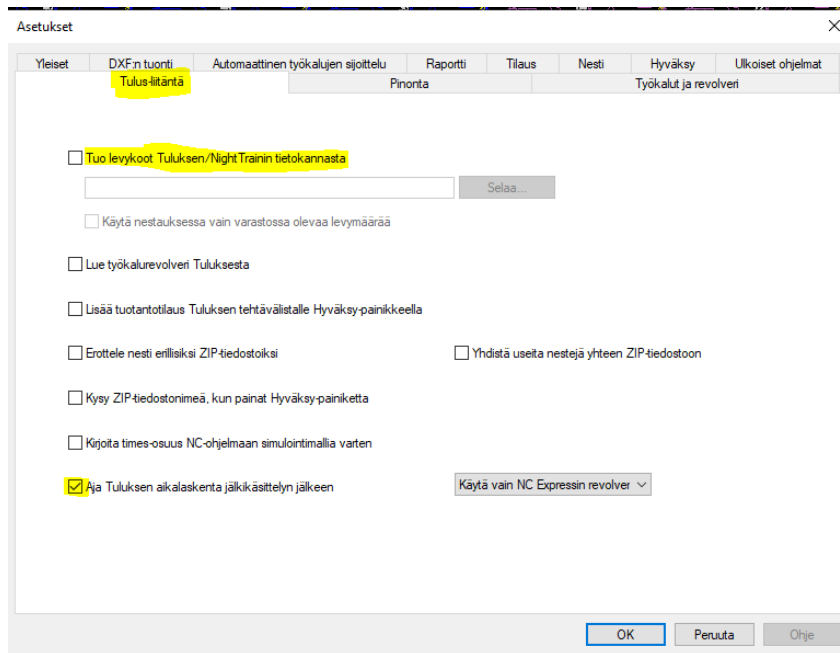 Asetukset
Yleiset DXF:n tuonti Automaattinen työkalujen sijoittelu Raportti Tilaus Nesti Hyväksy Ulkoiset ohjelmat
Tulus-liitäntä Pinonta Työkalut ja revolveri
Tuo levykoot Tuluksen/NightTrainin tietokannasta
Selaa...
Käytä nestauksessa vain varastossa olevaa levymäärää
Lue työkalurevolveri Tuluksesta
Lisää tuotantotilaus Tuluksen tehtävälistalle Hyväksy-painikkeella
Erottele nesti erillisiksi ZIP-tiedostoiksi Yhdistä useita nestejä yhteen ZIP-tiedostoon
Kysy ZIP-tiedostonimeä, kun painat Hyväksy-painiketta
Kirjoita times-osuus NC-ohjelmaan simulointimallia varten
Aja Tuluksen aikalaskenta jälkikäsittelyn jälkeen Käytä vain NC Expressin revolver
OK Peruuta Ohje